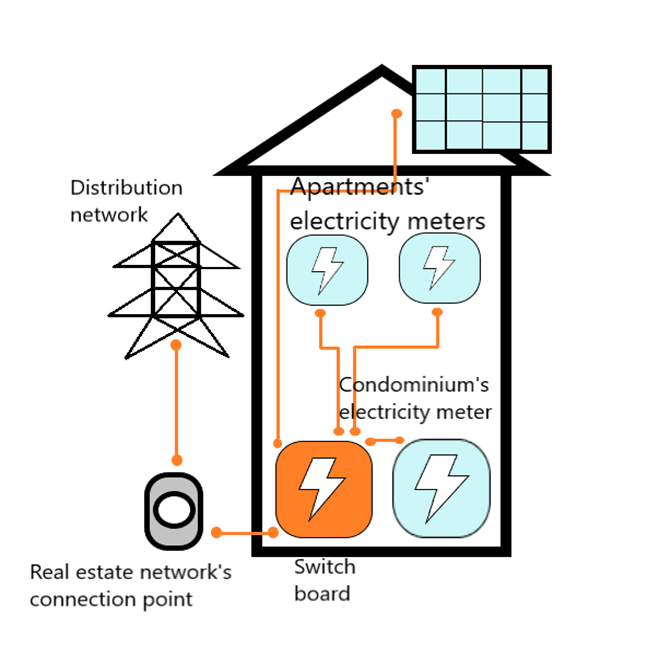 Distribution
network
Apartments'
electricity meters
Condominium's
electricity meter
Real estate network's
connection point
Switch
board